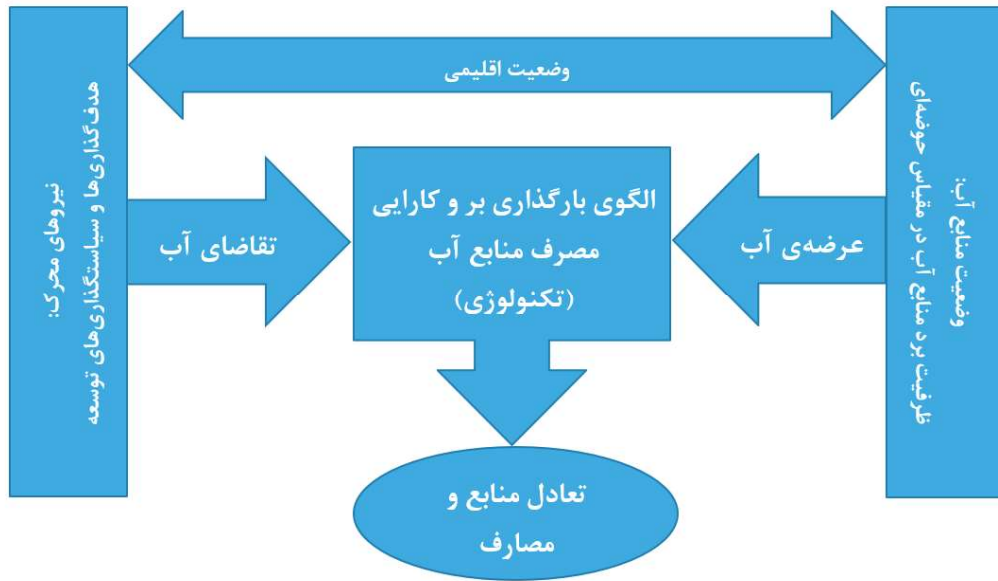 وضعیت اقلیمی
وضعیت منابع آب:
ظرفیت برد منابع آب در مقیاس حوضه‌ای
عرضه‌ی آب
الگوی بارگذاری بر و کارایی
مصرف منابع آب
(تکنولوژی)
تقاضای آب
نیروهای محرک:
هدف‌گذاری‌ها و سیاستگذاری‌های توسعه
تعادل منابع و
مصارف